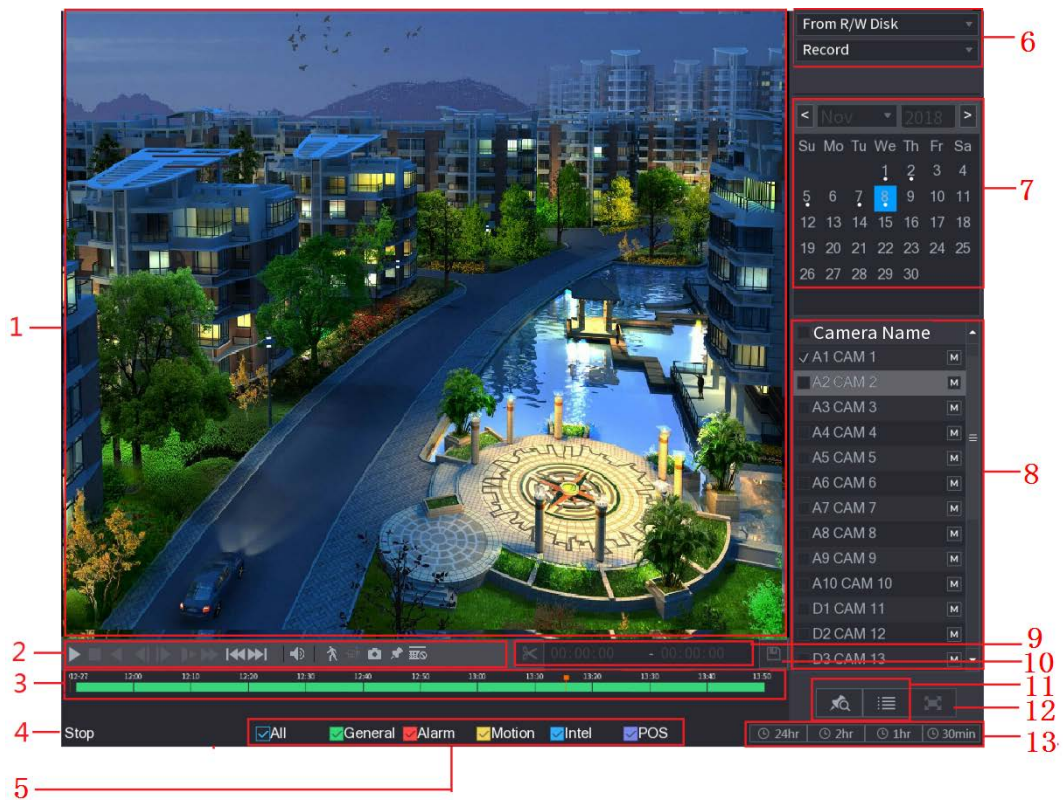 From R/W Disk
6
Record
< Nov 2018 >
Su Mo Tu We Th Fr Sa
1 2 3 4
5 6 7 8 9 10 11
7
12 13 14 15 16 17 18
19 20 21 22 23 24 25
26 27 28 29 30
1
Camera Name
A1 CAM 1 M
A2 CAM 2 M
A3 CAM 3 M
A4 CAM 4 M
A5 CAM 5 M
8
A6 CAM 6 M
A7 CAM 7 M
A8 CAM 8 M
A9 CAM 9 M
A10 CAM 10 M
D1 CAM 11 M
D2 CAM 12 M
9
2
00:00:00 - 00:00:00
D3 CAM 13 M
10
3
12:27 12:00 12:10 12:20 12:30 12:40 12:50 13:00 13:10 13:20 13:30 13:40 13:50
11
12
4
Stop
All General Alarm Motion Intel POS
24hr 2hr 1hr 30min
13
5